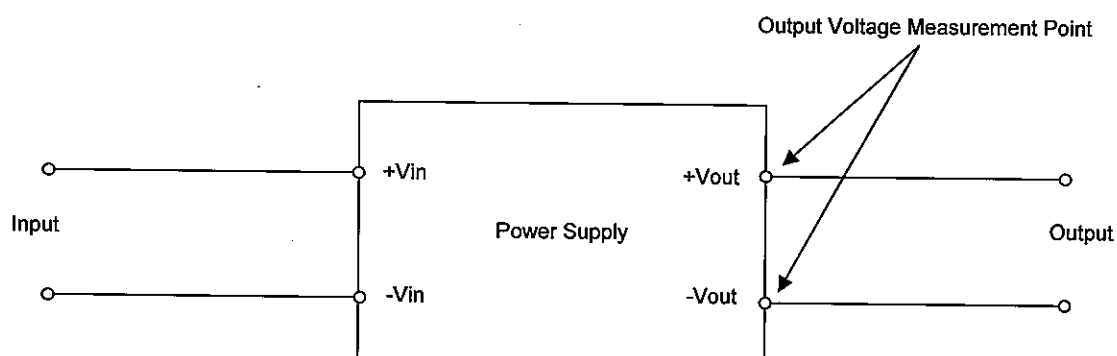 Output Voltage Measurement Point
+Vin
+Vout
Input
Power Supply
Output
-Vin
-Vout